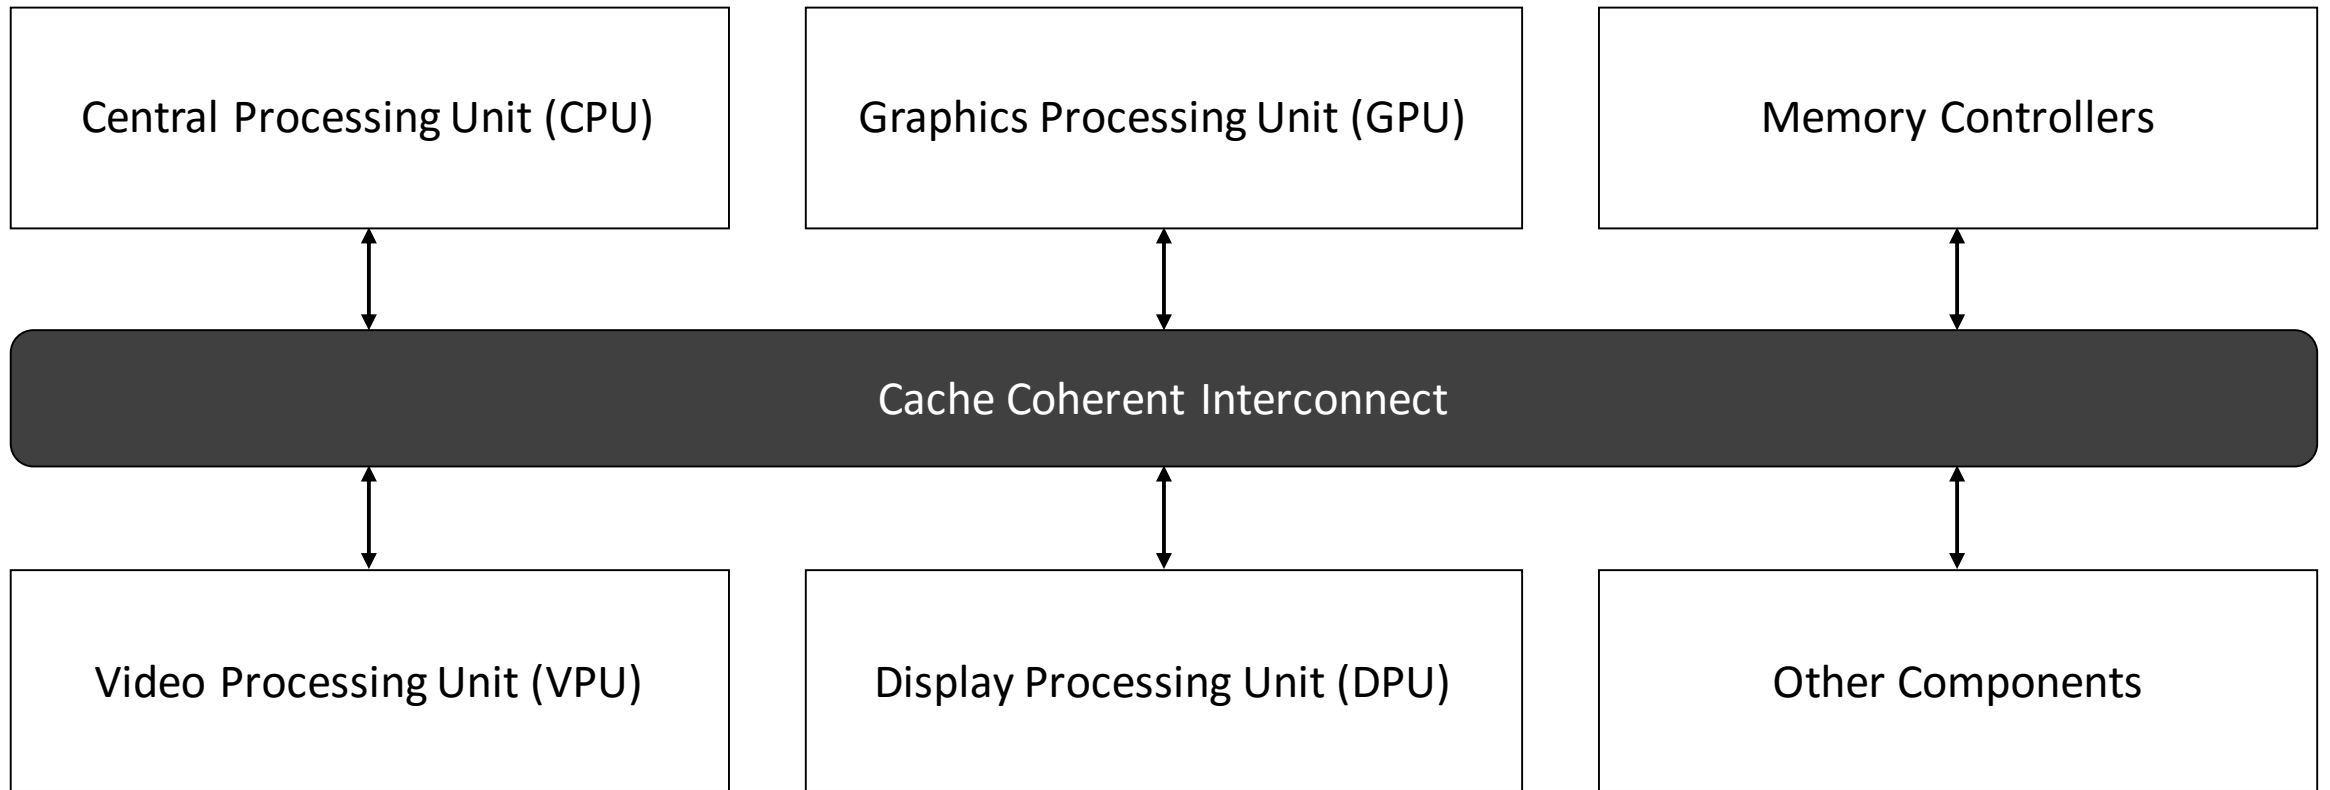 Central Processing Unit (CPU)
Graphics Processing Unit (GPU)
Memory Controllers
Cache Coherent Interconnect
Video Processing Unit (VPU)
Display Processing Unit (DPU)
Other Components